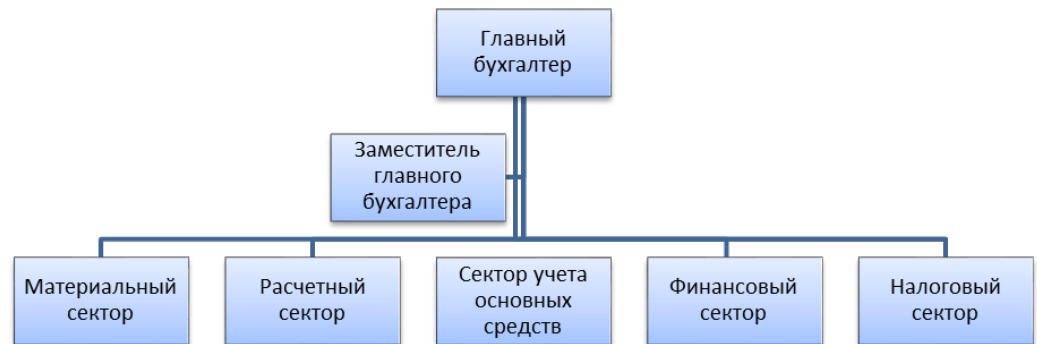 Главный
бухгалтер
Заместитель
главного
бухгалтера
Материальный
сектор
Расчетный
сектор
Сектор учета
основных
средств
Финансовый
сектор
Налоговый
сектор